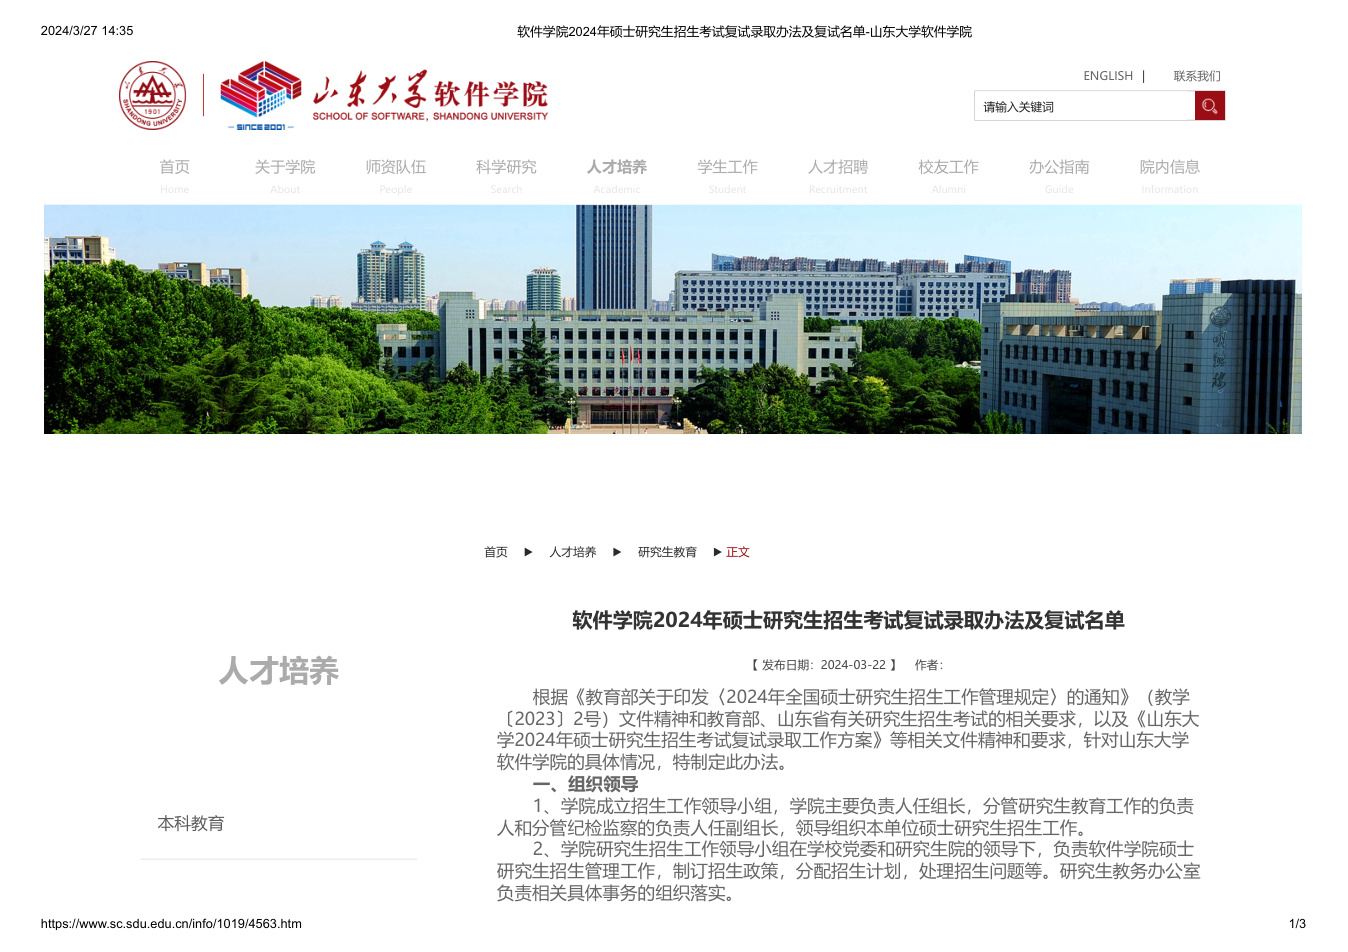 2024/3/27 14:35
软件学院2024年硕士研究生招生考试复试录取办法及复试名单-山东大学软件学院
SHANDONG UNIVERSITY
1901
SINCE 2001
山东大学软件学院
SCHOOL OF SOFTWARE, SHANDONG UNIVERSITY
ENGLISH | 联系我们
请输入关键词
首页 关于学院 师资队伍 科学研究 人才培养 学生工作 人才招聘 校友工作 办公指南 院内信息
Home About People Search Academic Student Recruitment Alumni Guide Information
首页 ▶ 人才培养 ▶ 研究生教育 ▶ 正文
软件学院2024年硕士研究生招生考试复试录取办法及复试名单
人才培养
【 发布日期：2024-03-22 】 作者：
根据《教育部关于印发〈2024年全国硕士研究生招生工作管理规定〉的通知》（教学
〔2023〕2号）文件精神和教育部、山东省有关研究生招生考试的相关要求，以及《山东大
学2024年硕士研究生招生考试复试录取工作方案》等相关文件精神和要求，针对山东大学
软件学院的具体情况，特制定此办法。
一、组织领导
1、学院成立招生工作领导小组，学院主要负责人任组长，分管研究生教育工作的负责
人和分管纪检监察的负责人任副组长，领导组织本单位硕士研究生招生工作。
2、学院研究生招生工作领导小组在学校党委和研究生院的领导下，负责软件学院硕士
研究生招生管理工作，制订招生政策，分配招生计划，处理招生问题等。研究生教务办公室
负责相关具体事务的组织落实。
本科教育
https://www.sc.sdu.edu.cn/info/1019/4563.htm
1/3